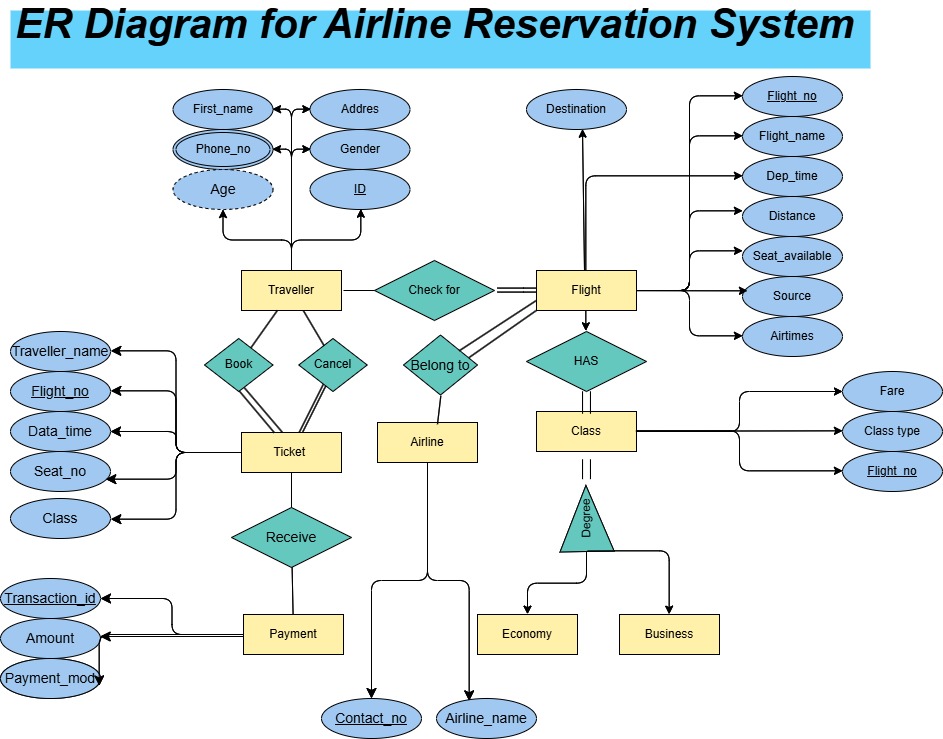 ER Diagram for Airline Reservation System
First_name
Addres
Phone_no
Gender
Age
ID
Destination
Flight_no
Flight_name
Dep_time
Distance
Seat_available
Source
Airtimes
Traveller
Check for
Flight
Book
Cancel
Belong to
HAS
Traveller_name
Flight_no
Data_time
Seat_no
Class
Ticket
Airline
Class
Fare
Class type
Flight_no
Receive
Degree
Transaction_id
Amount
Payment_mod
Payment
Economy
Business
Contact_no
Airline_name